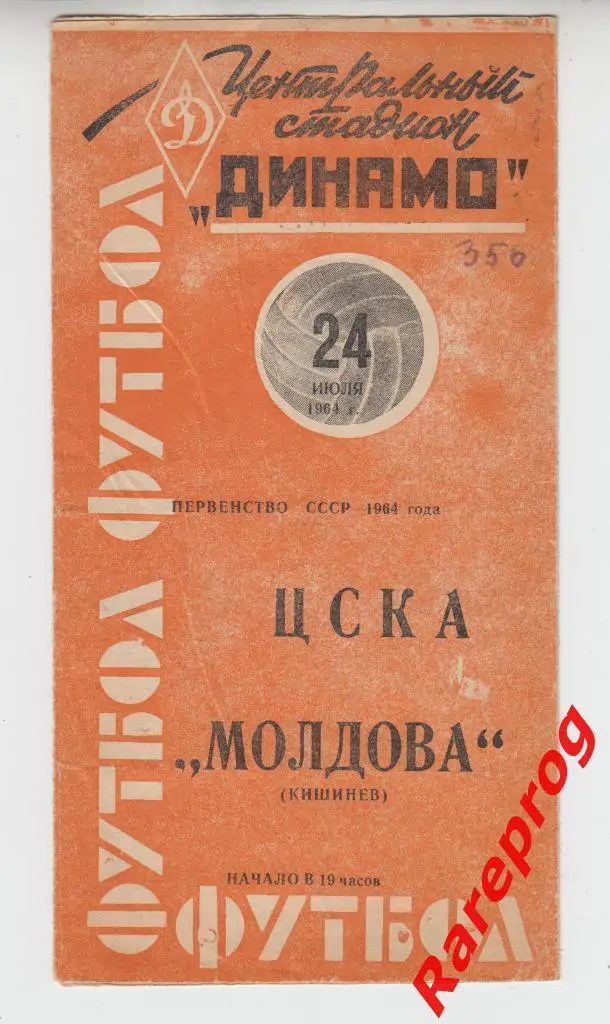 Центральный
стадион
"ДИНАМО"
Д
356
24
ИЮЛЯ
1964 г.
ПЕРВЕНСТВО СССР 1964 года
ЦСКА
„МОЛДОВА“
(КИШИНЕВ)
НАЧАЛО В 19 часов
ФУТБОЛ
ФУТБОЛ
ФУТБОЛ
Rareprog